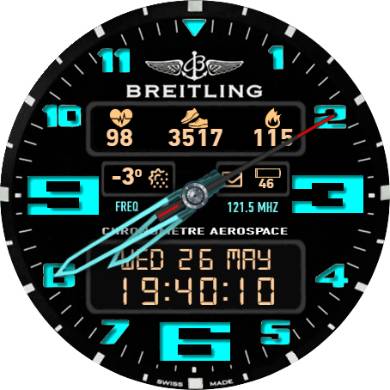 12
11
1
BREITLING
10
2
98 3517 115
-3°
46
9
3
FREQ 121.5 MHZ
CHRONOMETRE AEROSPACE
WED 26 MAY
8
4
19:40:10
7
6
5
SWISS MADE